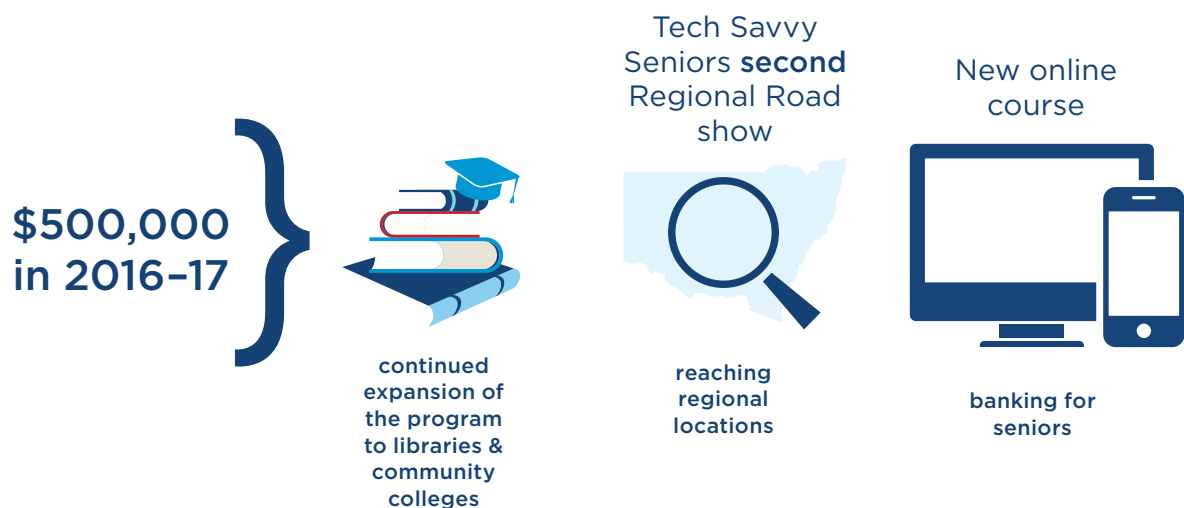 $500,000
in 2016–17
continued
expansion of
the program
to libraries &
community
colleges
Tech Savvy
Seniors second
Regional Road
show
reaching
regional
locations
New online
course
banking for
seniors